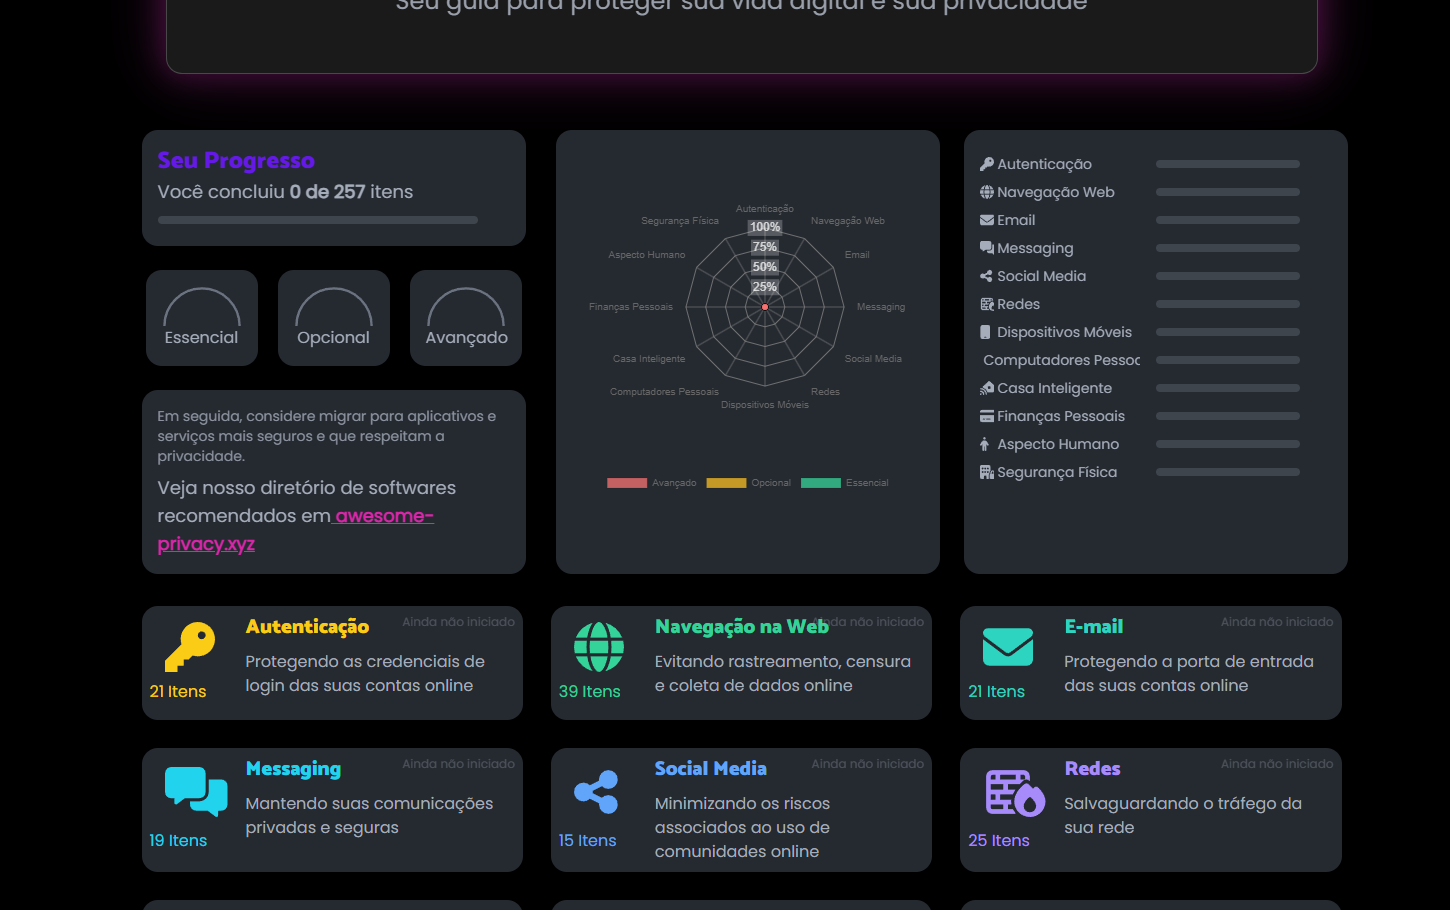 Seu guia para proteger sua vida digital e sua privacidade
Seu Progresso
Você concluiu 0 de 257 itens
Essencial
Opcional
Avançado
Em seguida, considere migrar para aplicativos e
serviços mais seguros e que respeitam a
privacidade.
Veja nosso diretório de softwares
recomendados em awesome-
privacy.xyz
Autenticação
Navegação Web
Email
Messaging
Social Media
Redes
Dispositivos Móveis
Computadores Pessoais
Casa Inteligente
Finanças Pessoais
Aspecto Humano
Segurança Física
100%
75%
50%
25%
Avançado
Opcional
Essencial
Autenticação
Navegação Web
Email
Messaging
Social Media
Redes
Dispositivos Móveis
Computadores Pessoc
Casa Inteligente
Finanças Pessoais
Aspecto Humano
Segurança Física
Autenticação
Ainda não iniciado
Protegendo as credenciais de
login das suas contas online
21 Itens
Navegação na Web
Ainda não iniciado
Evitando rastreamento, censura
e coleta de dados online
39 Itens
E-mail
Ainda não iniciado
Protegendo a porta de entrada
das suas contas online
21 Itens
Messaging
Ainda não iniciado
Mantendo suas comunicações
privadas e seguras
19 Itens
Social Media
Ainda não iniciado
Minimizando os riscos
associados ao uso de
comunidades online
15 Itens
Redes
Ainda não iniciado
Salvaguardando o tráfego da
sua rede
25 Itens